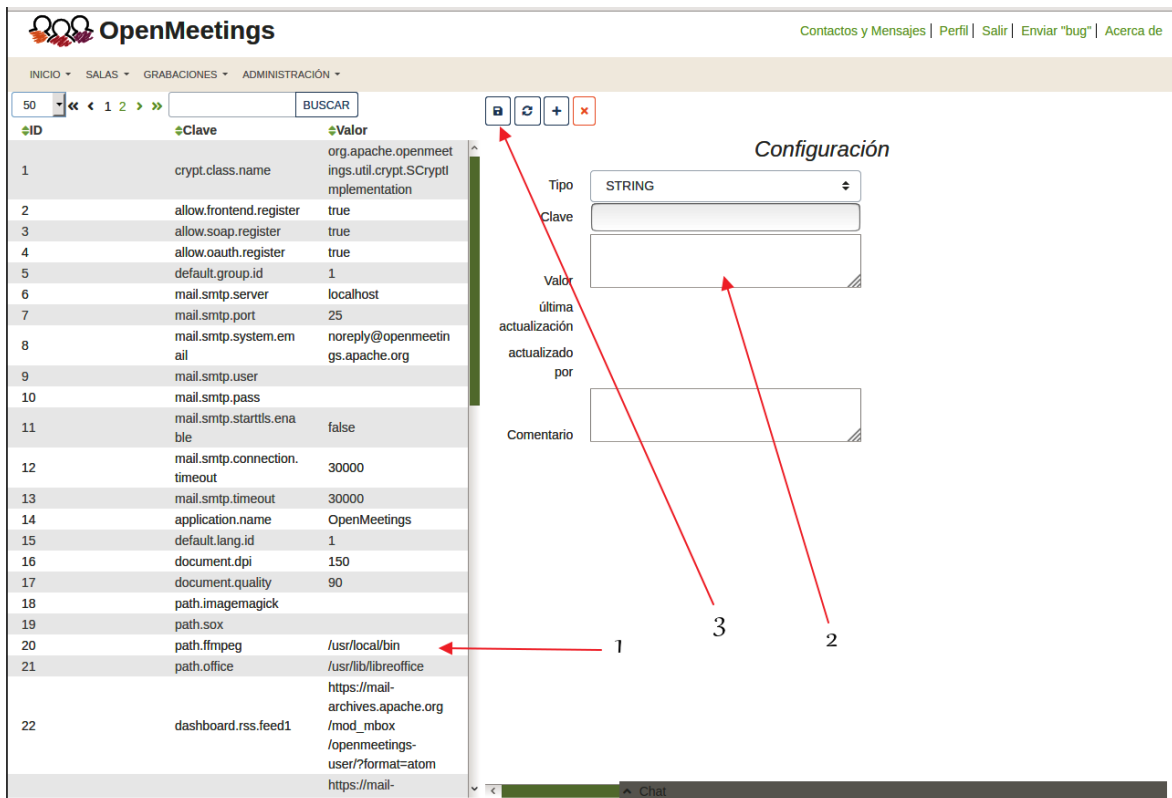 OpenMeetings
Contactos y Mensajes | Perfil | Salir | Enviar "bug" | Acerca de
INICIO SALAS GRABACIONES ADMINISTRACIÓN
50 « ‹ 1 2 › » BUSCAR
ID Clave Valor
1 crypt.class.name org.apache.openmeet
ings.util.crypt.SCryptI
mplementation
2 allow.frontend.register true
3 allow.soap.register true
4 allow.oauth.register true
5 default.group.id 1
6 mail.smtp.server localhost
7 mail.smtp.port 25
8 mail.smtp.system.em noreply@openmeetin
ail gs.apache.org
9 mail.smtp.user
10 mail.smtp.pass
11 mail.smtp.starttls.ena false
ble
12 mail.smtp.connection. 30000
timeout
13 mail.smtp.timeout 30000
14 application.name OpenMeetings
15 default.lang.id 1
16 document.dpi 150
17 document.quality 90
18 path.imagemagick
19 path.sox
20 path.ffmpeg /usr/local/bin
21 path.office /usr/lib/libreoffice
22 dashboard.rss.feed1 https://mail-
archives.apache.org
/mod_mbox
/openmeetings-
user/?format=atom
https://mail-
Configuración
Tipo STRING
Clave
Valor
última
actualización
actualizado
por
Comentario
1
2
3
Chat